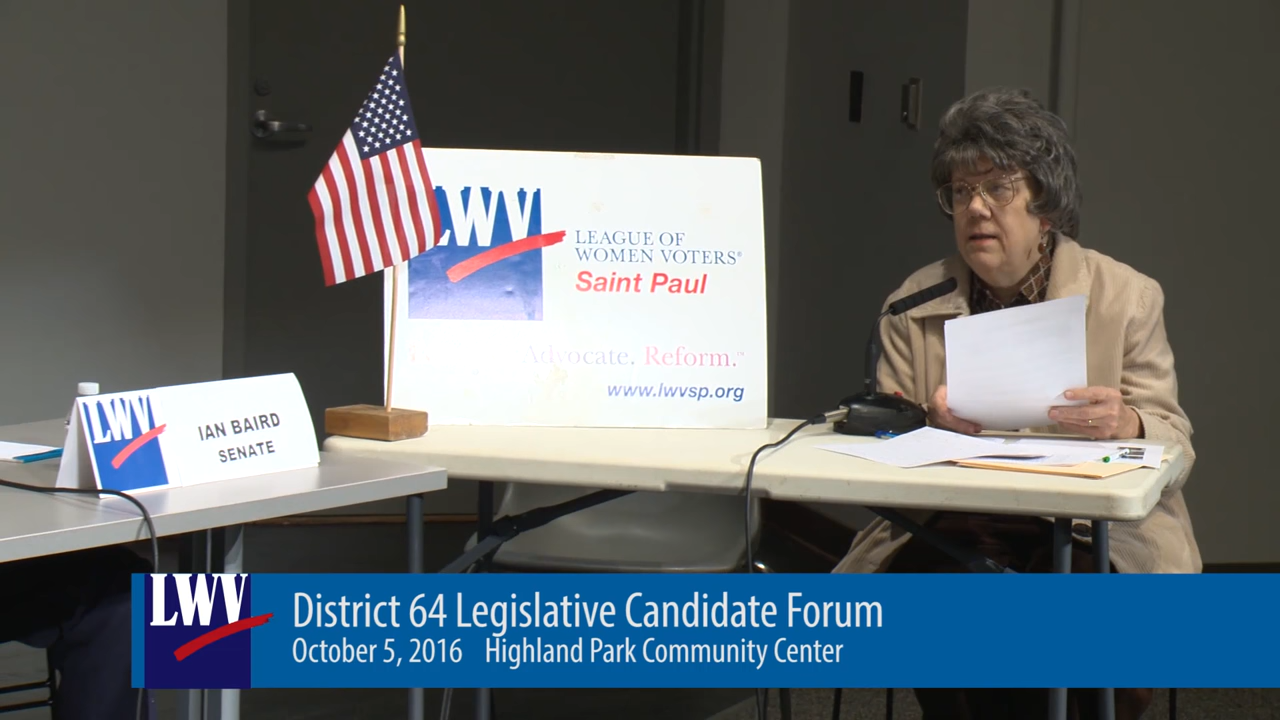 LWV
LEAGUE OF
WOMEN VOTERS®
Saint Paul
Advocate. Reform.™
www.lwvsp.org
LWV
IAN BAIRD
SENATE
LWV
District 64 Legislative Candidate Forum
October 5, 2016 Highland Park Community Center